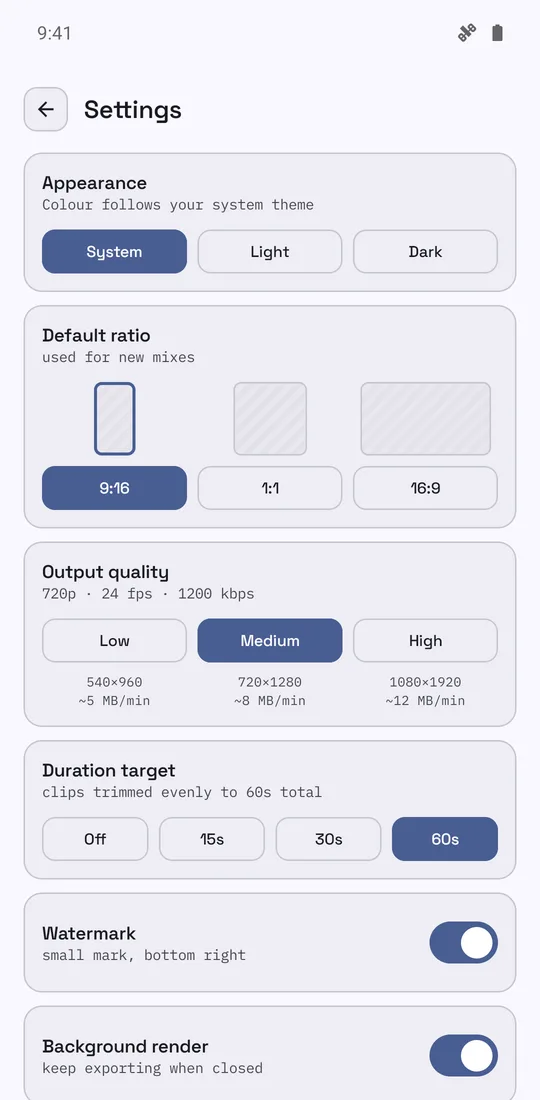 9:41
Settings
Appearance
Colour follows your system theme
System
Light
Dark
Default ratio
used for new mixes
9:16
1:1
16:9
Output quality
720p · 24 fps · 1200 kbps
Low
Medium
High
540×960
720×1280
1080×1920
~5 MB/min
~8 MB/min
~12 MB/min
Duration target
clips trimmed evenly to 60s total
Off
15s
30s
60s
Watermark
small mark, bottom right
Background render
keep exporting when closed